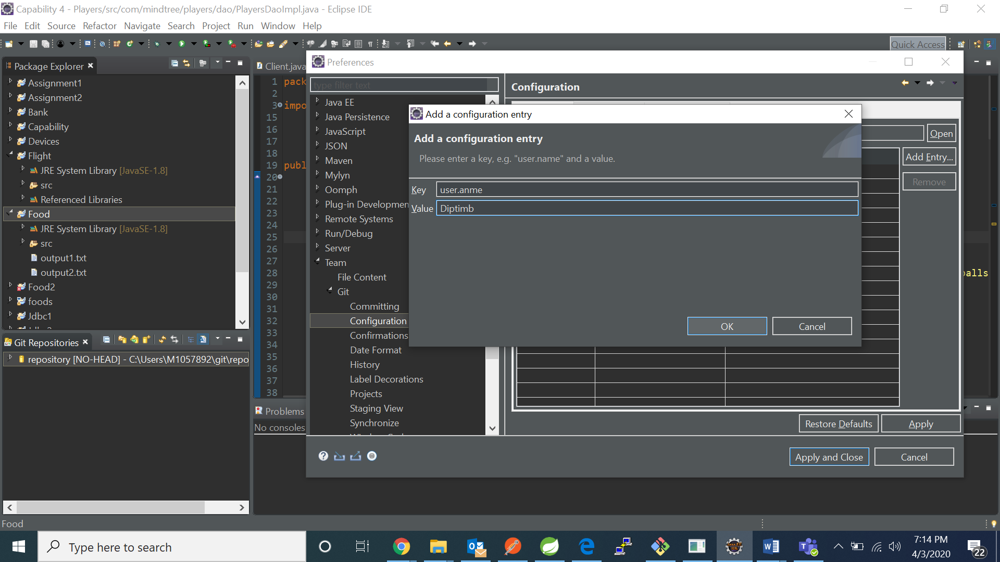 Capability 4 - Players/src/com/mindtree/players/dao/PlayersDaoImpl.java - Eclipse IDE
File Edit Source Refactor Navigate Search Project Run Window Help
Quick Access
Package Explorer
Assignment1
Assignment2
Bank
Capability
Devices
Flight
JRE System Library [JavaSE-1.8]
src
Referenced Libraries
Food
JRE System Library [JavaSE-1.8]
src
output1.txt
output2.txt
Food2
foods
Jdbc1
Git Repositories
repository [NO-HEAD] - C:\Users\M1057892\git\repo
Client.java
1 pack
2
3 impo
15
16
17
18
19 publ
20
21
22
23
24
25
26
27
28
29
30
31
32
33
34
35
36
37
38
balls
Problems
No consoles
Preferences
type filter text
Java EE
Java Persistence
JavaScript
JSON
Maven
Mylyn
Oomph
Plug-in Developmen
Remote Systems
Run/Debug
Server
Team
File Content
Git
Committing
Configuration
Confirmations
Date Format
History
Label Decorations
Projects
Staging View
Synchronize
Configuration
Open
Add Entry...
Remove
Add a configuration entry
Add a configuration entry
Please enter a key, e.g. "user.name" and a value.
Key user.anme
Value Diptimb
OK Cancel
Restore Defaults Apply
Apply and Close Cancel
Food
Type here to search
Java EE
IDE
7:14 PM
4/3/2020
22